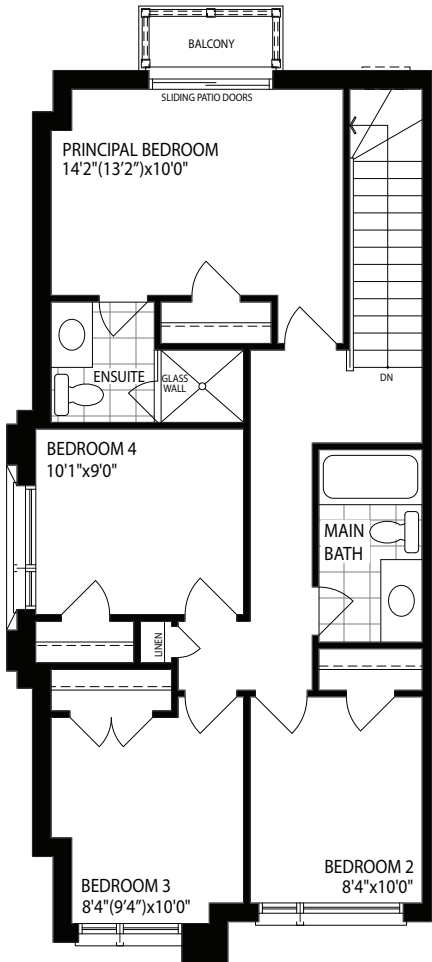 BALCONY
SLIDING PATIO DOORS
PRINCIPAL BEDROOM
14'2"(13'2")x10'0"
ENSUITE
GLASS
WALL
DN
BEDROOM 4
10'1"x9'0"
MAIN
BATH
LINEN
BEDROOM 3
8'4"(9'4")x10'0"
BEDROOM 2
8'4"x10'0"